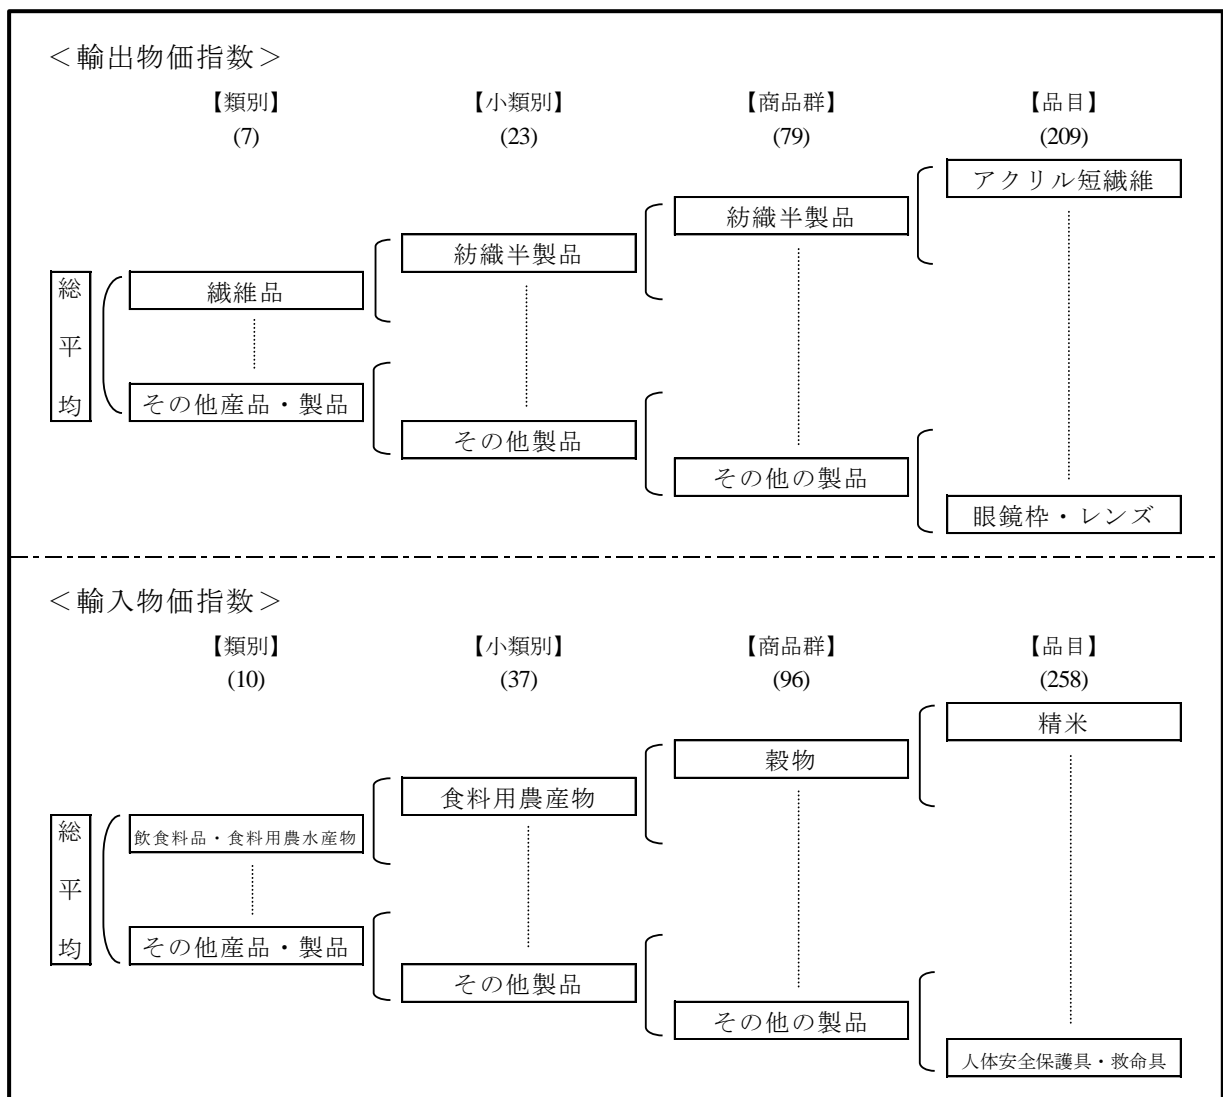 ＜輸出物価指数＞
【類別】 【小類別】 【商品群】 【品目】
(7) (23) (79) (209)
総平均
繊維品
その他産品・製品
紡織半製品
その他製品
紡織半製品
その他の製品
アクリル短繊維
眼鏡枠・レンズ
＜輸入物価指数＞
【類別】 【小類別】 【商品群】 【品目】
(10) (37) (96) (258)
総平均
飲食料品・食料用農水産物
その他産品・製品
食料用農産物
その他製品
穀物
その他の製品
精米
人体安全保護具・救命具